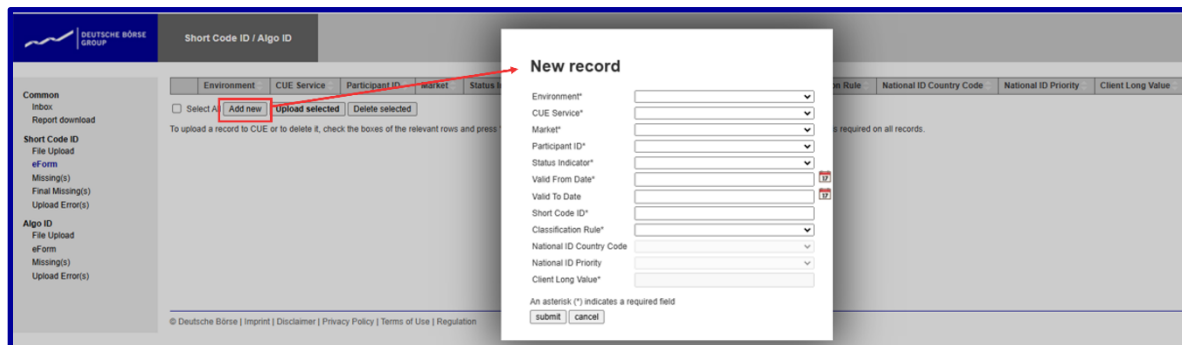 DEUTSCHE BÖRSE
GROUP
Short Code ID / Algo ID
Common
Inbox
Report download
Short Code ID
File Upload
eForm
Missing(s)
Final Missing(s)
Upload Error(s)
Algo ID
File Upload
eForm
Missing(s)
Upload Error(s)
Environment CUE Service Participant ID Market Status In
on Rule National ID Country Code National ID Priority Client Long Value
Select All Add new Upload selected Delete selected
To upload a record to CUE or to delete it, check the boxes of the relevant rows and press
s required on all records.
New record
Environment*
CUE Service*
Market*
Participant ID*
Status Indicator*
Valid From Date*
17
Valid To Date
17
Short Code ID*
Classification Rule*
National ID Country Code
National ID Priority
Client Long Value*
An asterisk (*) indicates a required field
submit cancel
© Deutsche Börse | Imprint | Disclaimer | Privacy Policy | Terms of Use | Regulation